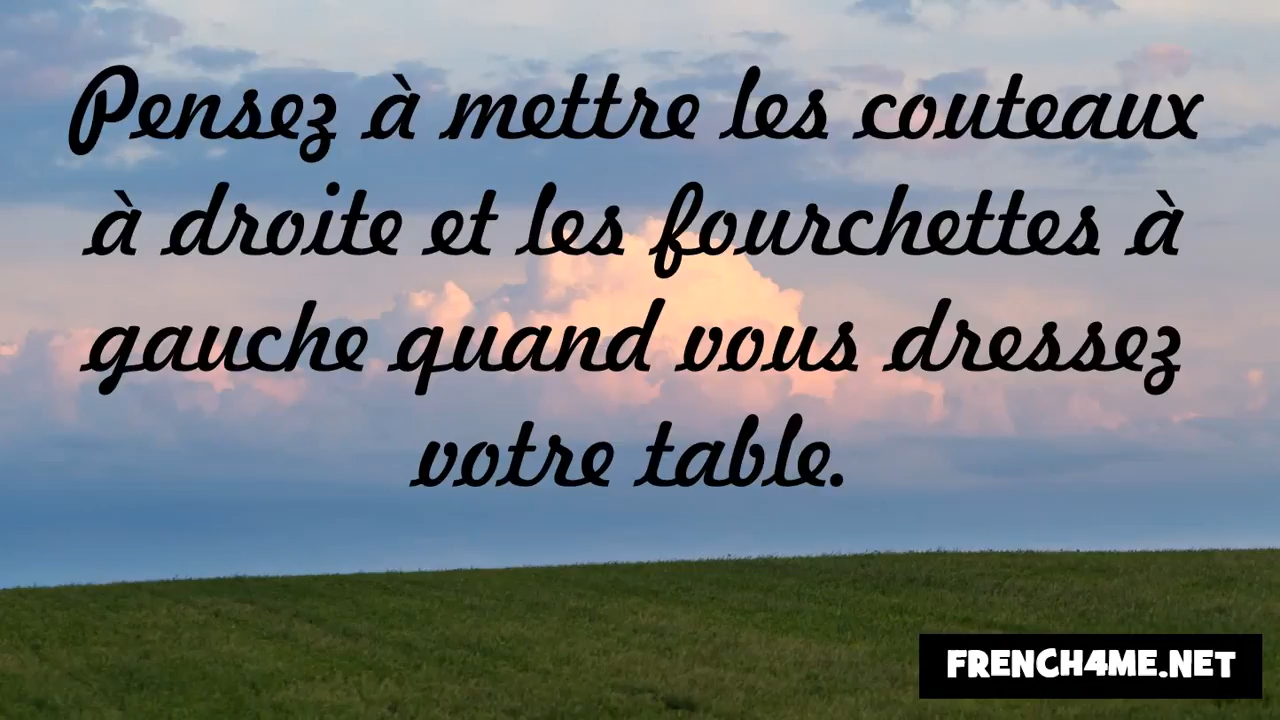 Pensez à mettre les couteaux
à droite et les fourchettes à
gauche quand vous dressez
votre table.
FRENCH4ME.NET